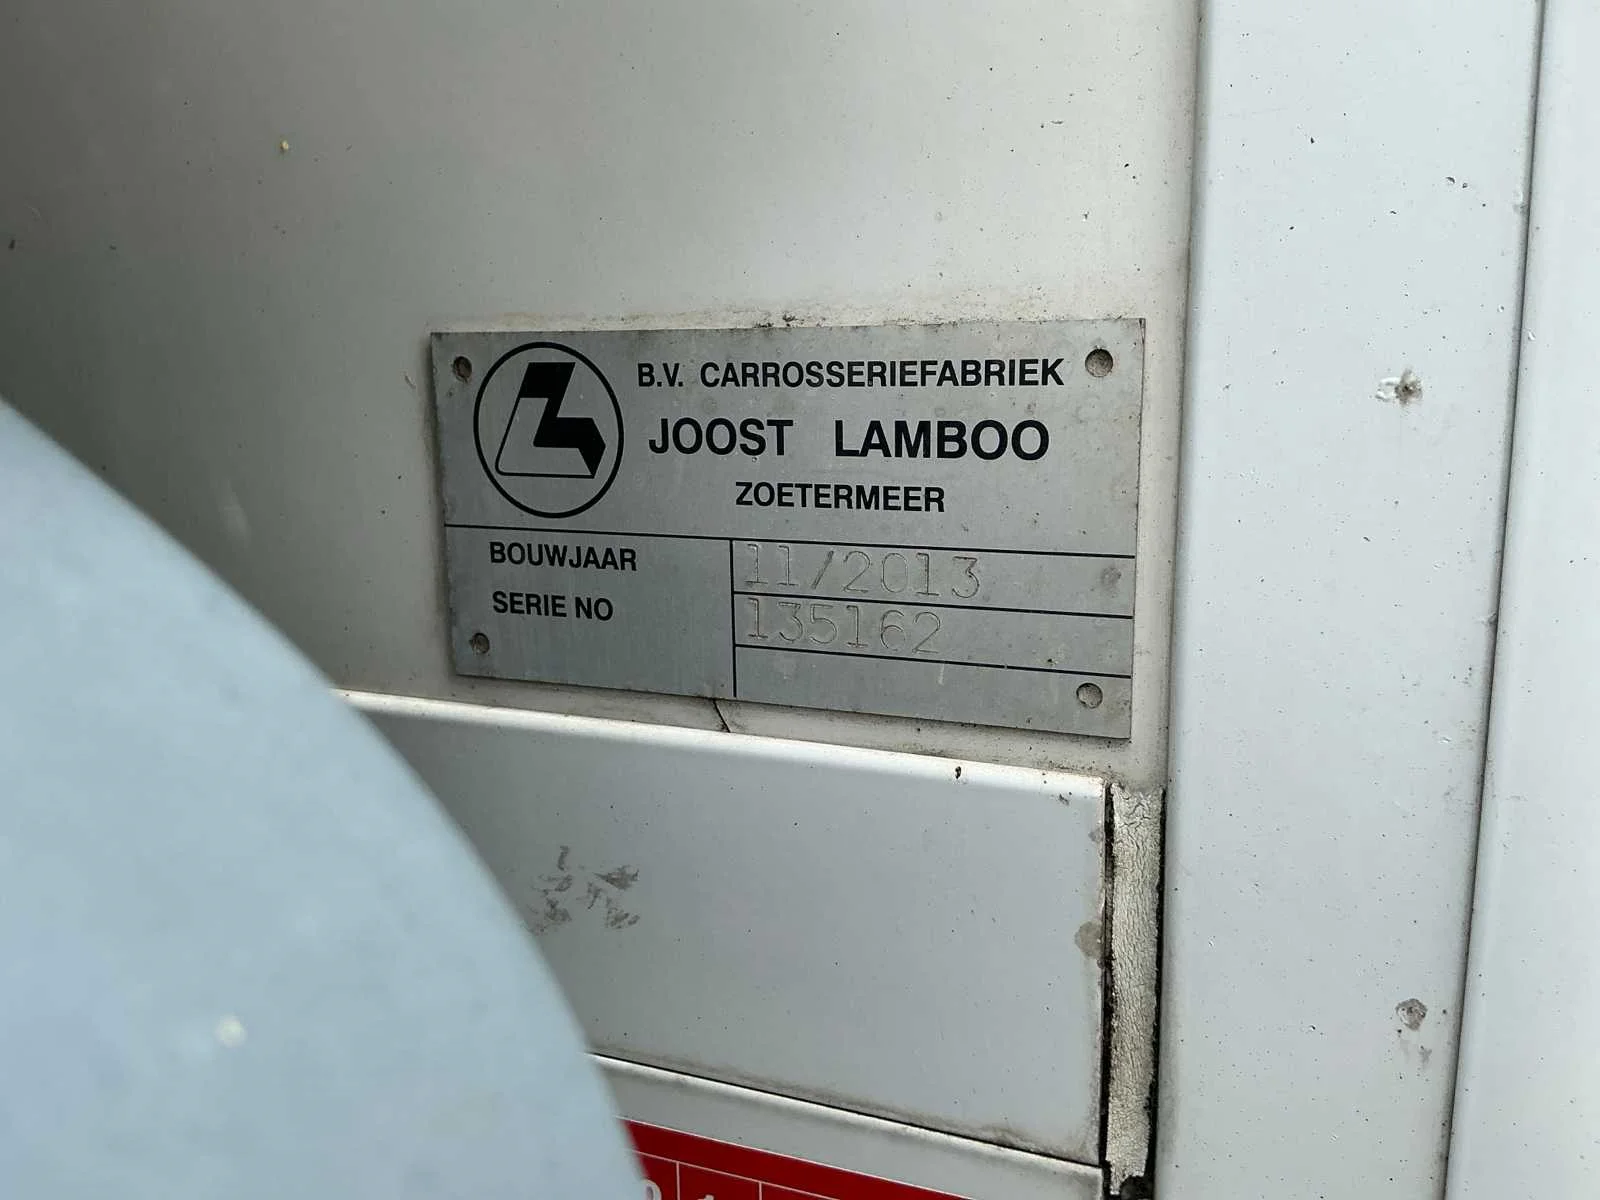 B.V. CARROSSERIEFABRIEK
JOOST LAMBOO
ZOETERMEER
BOUWJAAR 11/2013
SERIE NO 135162